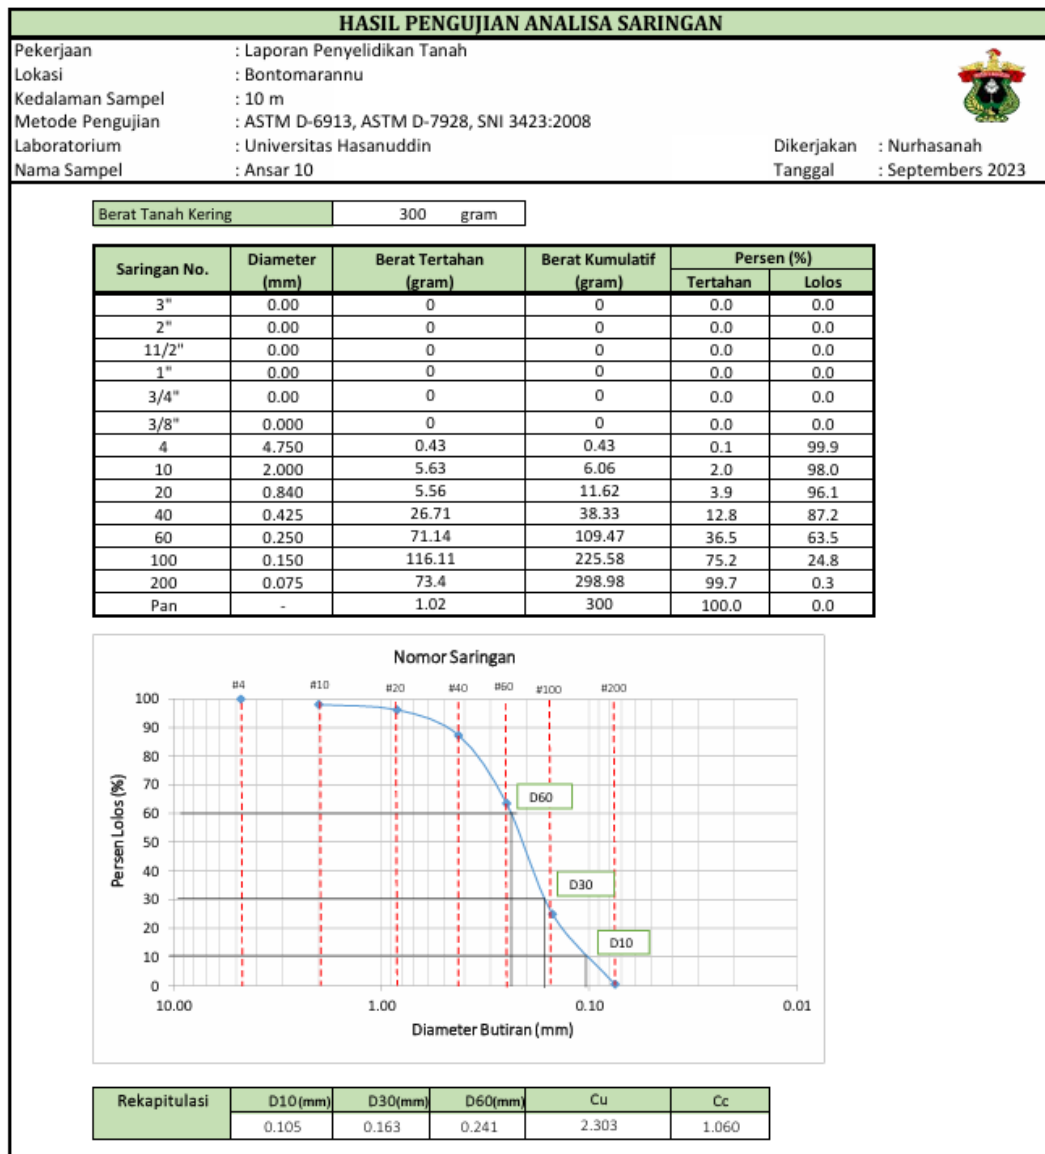 HASIL PENGUJIAN ANALISA SARINGAN
Pekerjaan : Laporan Penyelidikan Tanah
Lokasi : Bontomarannu
Kedalaman Sampel : 10 m
Metode Pengujian : ASTM D-6913, ASTM D-7928, SNI 3423:2008
Laboratorium : Universitas Hasanuddin Dikerjakan : Nurhasanah
Nama Sampel : Ansar 10 Tanggal : Septembers 2023
Berat Tanah Kering 300 gram
Saringan No. Diameter (mm) Berat Tertahan (gram) Berat Kumulatif (gram) Persen (%)
Tertahan Lolos
3" 0.00 0 0 0.0 0.0
2" 0.00 0 0 0.0 0.0
11/2" 0.00 0 0 0.0 0.0
1" 0.00 0 0 0.0 0.0
3/4" 0.00 0 0 0.0 0.0
3/8" 0.000 0 0 0.0 0.0
4 4.750 0.43 0.43 0.1 99.9
10 2.000 5.63 6.06 2.0 98.0
20 0.840 5.56 11.62 3.9 96.1
40 0.425 26.71 38.33 12.8 87.2
60 0.250 71.14 109.47 36.5 63.5
100 0.150 116.11 225.58 75.2 24.8
200 0.075 73.4 298.98 99.7 0.3
Pan - 1.02 300 100.0 0.0
Nomor Saringan
#4 #10 #20 #40 #60 #100 #200
100
90
80
70
60
50
40
30
20
10
0
Persen Lolos (%)
D60
D30
D10
10.00 1.00 0.10 0.01
Diameter Butiran (mm)
Rekapitulasi D10(mm) D30(mm) D60(mm) Cu Cc
0.105 0.163 0.241 2.303 1.060